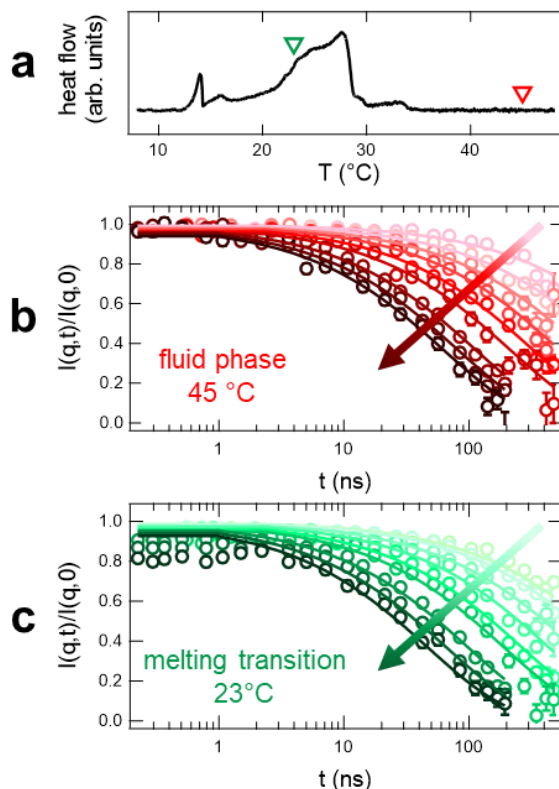 a
heat flow
(arb. units)
10 20 30 40
T (°C)
b
I(q,t)/I(q,0)
1.0
0.8
0.6
0.4
0.2
0.0
fluid phase
45 °C
1 10 100
t (ns)
c
I(q,t)/I(q,0)
1.0
0.8
0.6
0.4
0.2
0.0
melting transition
23°C
1 10 100
t (ns)